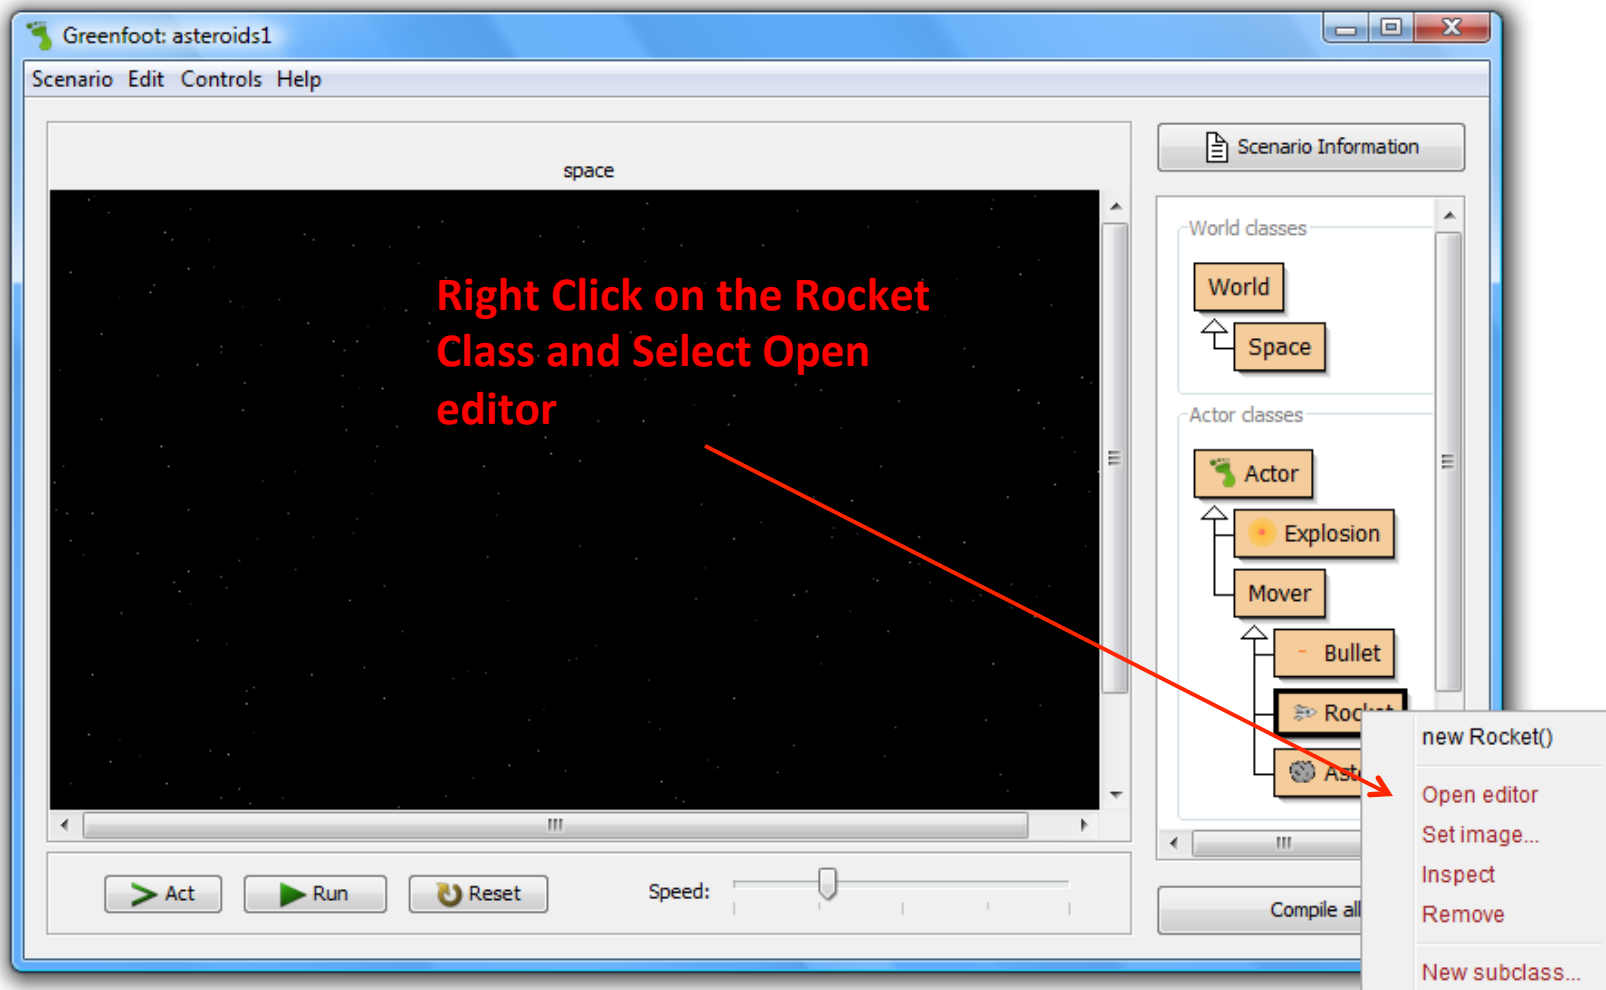 Greenfoot: asteroids1
Scenario Edit Controls Help
space
Right Click on the Rocket
Class and Select Open
editor
Scenario Information
World classes
World
Space
Actor classes
Actor
Explosion
Mover
Bullet
Rocket
new Rocket()
Open editor
Set image...
Inspect
Remove
New subclass...
Act
Run
Reset
Speed:
Compile all